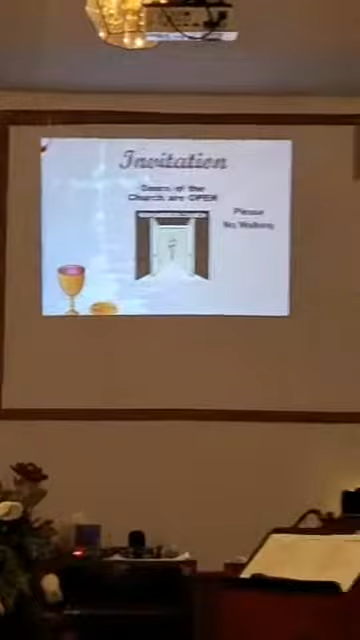 Invitation
Doors of the
Church are OPEN
Please
No Walking